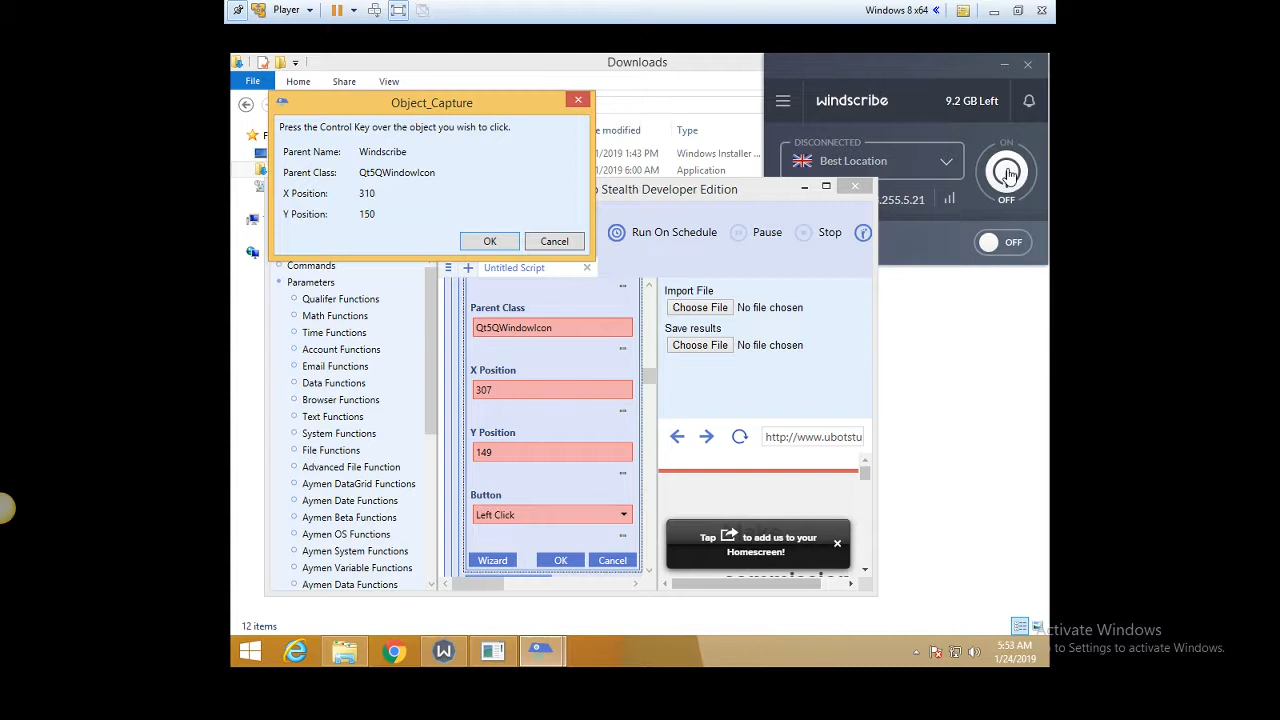 Player
Windows 8 x64
Downloads
File
Home
Share
View
windscribe
9.2 GB Left
Object_Capture
Press the Control Key over the object you wish to click.
Parent Name: Windscribe
Parent Class: Qt5QWindowIcon
X Position: 310
Y Position: 150
OK
Cancel
Type
Windows Installer ...
Application
1/2019 1:43 PM
1/2019 6:00 AM
DISCONNECTED
Best Location
ON
OFF
.255.5.21
OFF
Stealth Developer Edition
Run On Schedule
Pause
Stop
Commands
Parameters
Qualifer Functions
Math Functions
Time Functions
Account Functions
Email Functions
Data Functions
Browser Functions
Text Functions
System Functions
File Functions
Advanced File Function
Aymen DataGrid Functions
Aymen Date Functions
Aymen Beta Functions
Aymen OS Functions
Aymen System Functions
Aymen Variable Functions
Aymen Data Functions
Untitled Script
Parent Class
Qt5QWindowIcon
X Position
307
Y Position
149
Button
Left Click
Wizard
OK
Cancel
Import File
Choose File No file chosen
Save results
Choose File No file chosen
http://www.ubotstu
Tap to add us to your
Homescreen!
12 items
5:53 AM
1/24/2019
Activate Windows
to Settings to activate Windows.